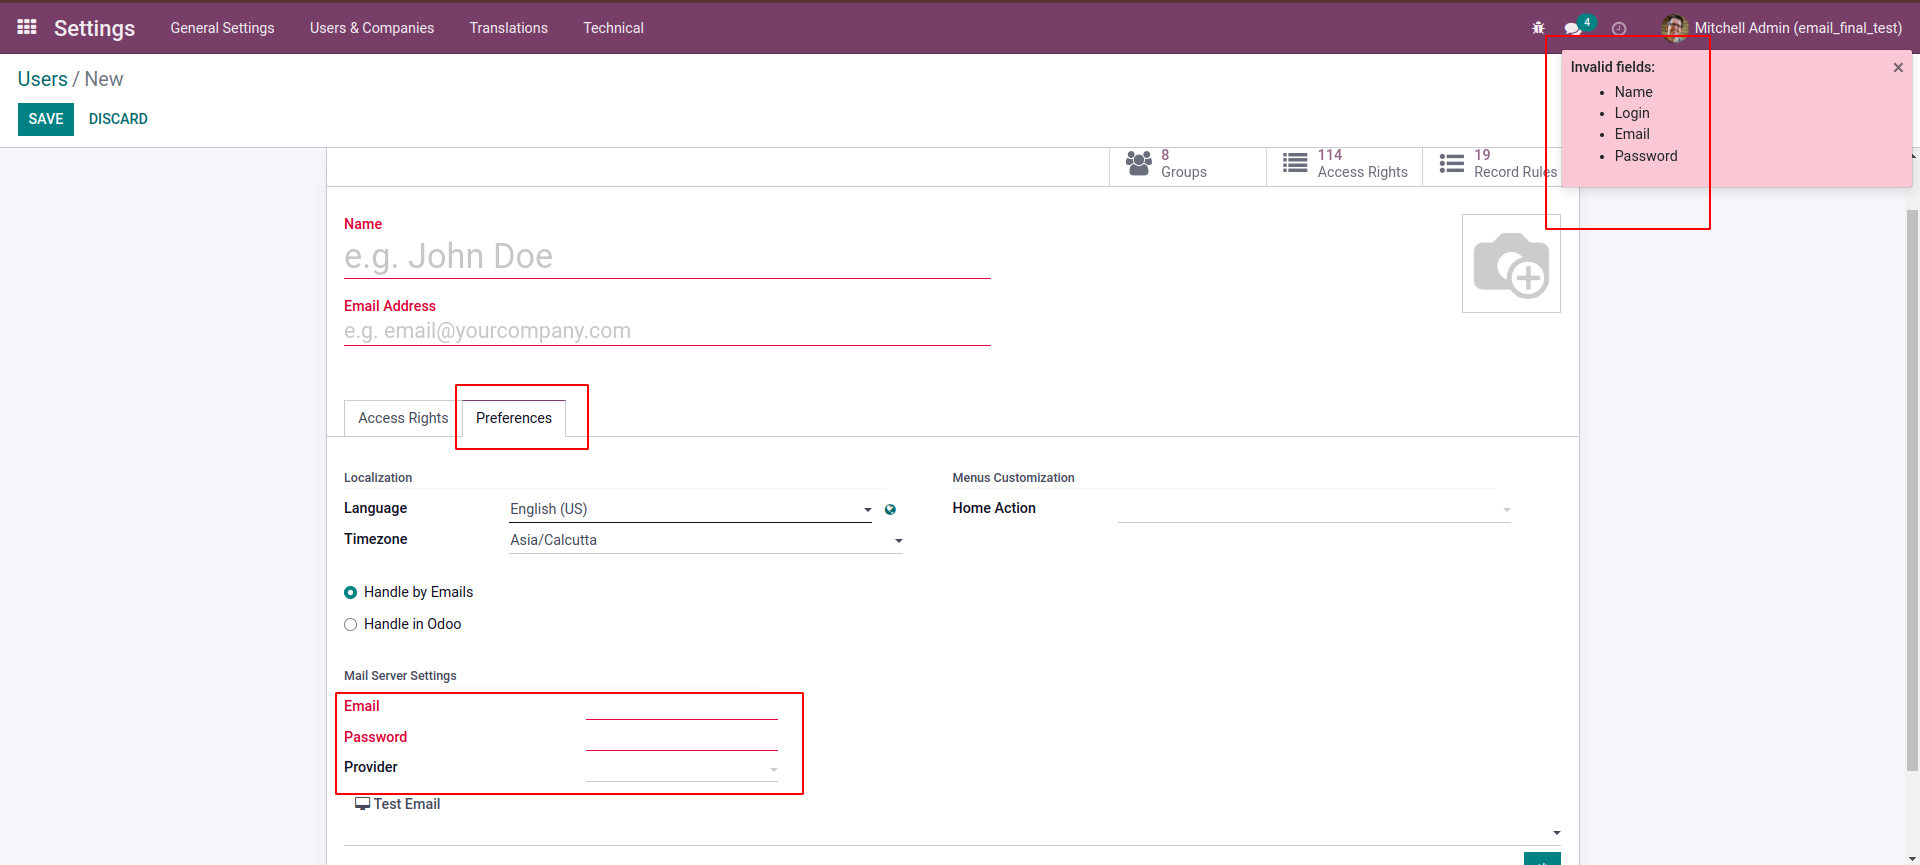 Settings General Settings Users & Companies Translations Technical 4 Mitchell Admin (email_final_test)
Users / New
SAVE DISCARD
Invalid fields: ×
• Name
• Login
• Email
• Password
8 Groups
114 Access Rights
19 Record Rules
Name
e.g. John Doe
Email Address
e.g. email@yourcompany.com
Access Rights Preferences
Localization
Language English (US)
Timezone Asia/Calcutta
Menus Customization
Home Action
Handle by Emails
Handle in Odoo
Mail Server Settings
Email
Password
Provider
Test Email